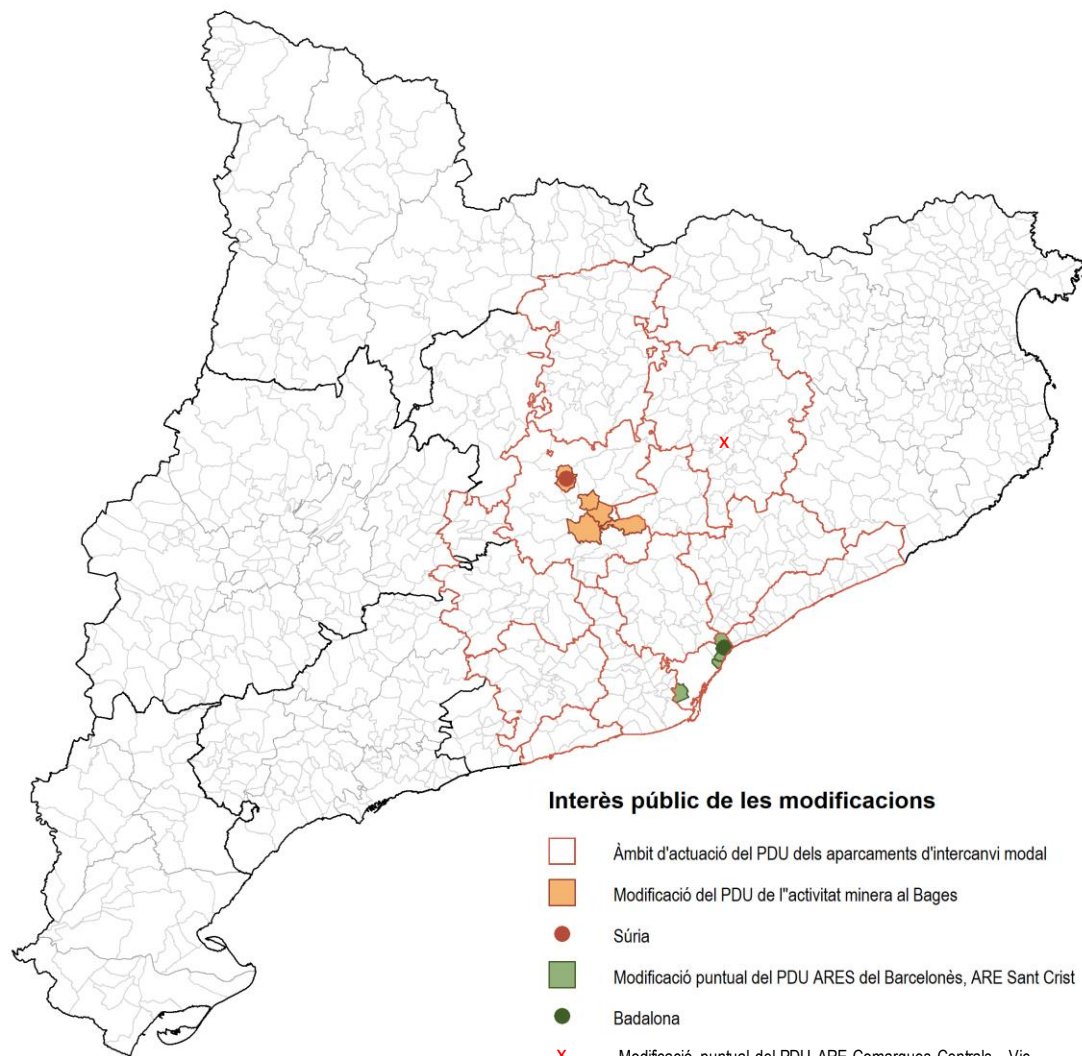 X
Interès públic de les modificacions
Àmbit d'actuació del PDU dels aparcaments d'intercanvi modal
Modificació del PDU de l"activitat minera al Bages
Súria
Modificació puntual del PDU ARES del Barcelonès, ARE Sant Crist
Badalona
X Modificació puntual del PDU ARE Comarques Centrals – Vic